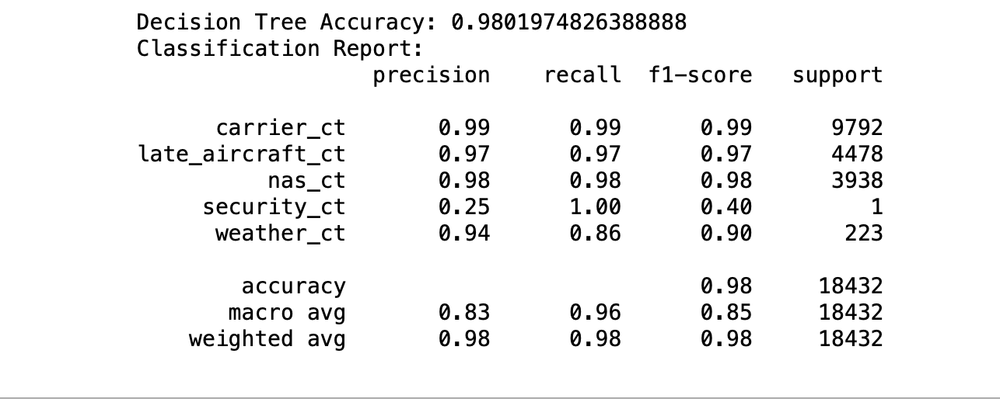 Decision Tree Accuracy: 0.9801974826388888
Classification Report:
precision recall f1-score support
carrier_ct 0.99 0.99 0.99 9792
late_aircraft_ct 0.97 0.97 0.97 4478
nas_ct 0.98 0.98 0.98 3938
security_ct 0.25 1.00 0.40 1
weather_ct 0.94 0.86 0.90 223
accuracy 0.98 18432
macro avg 0.83 0.96 0.85 18432
weighted avg 0.98 0.98 0.98 18432